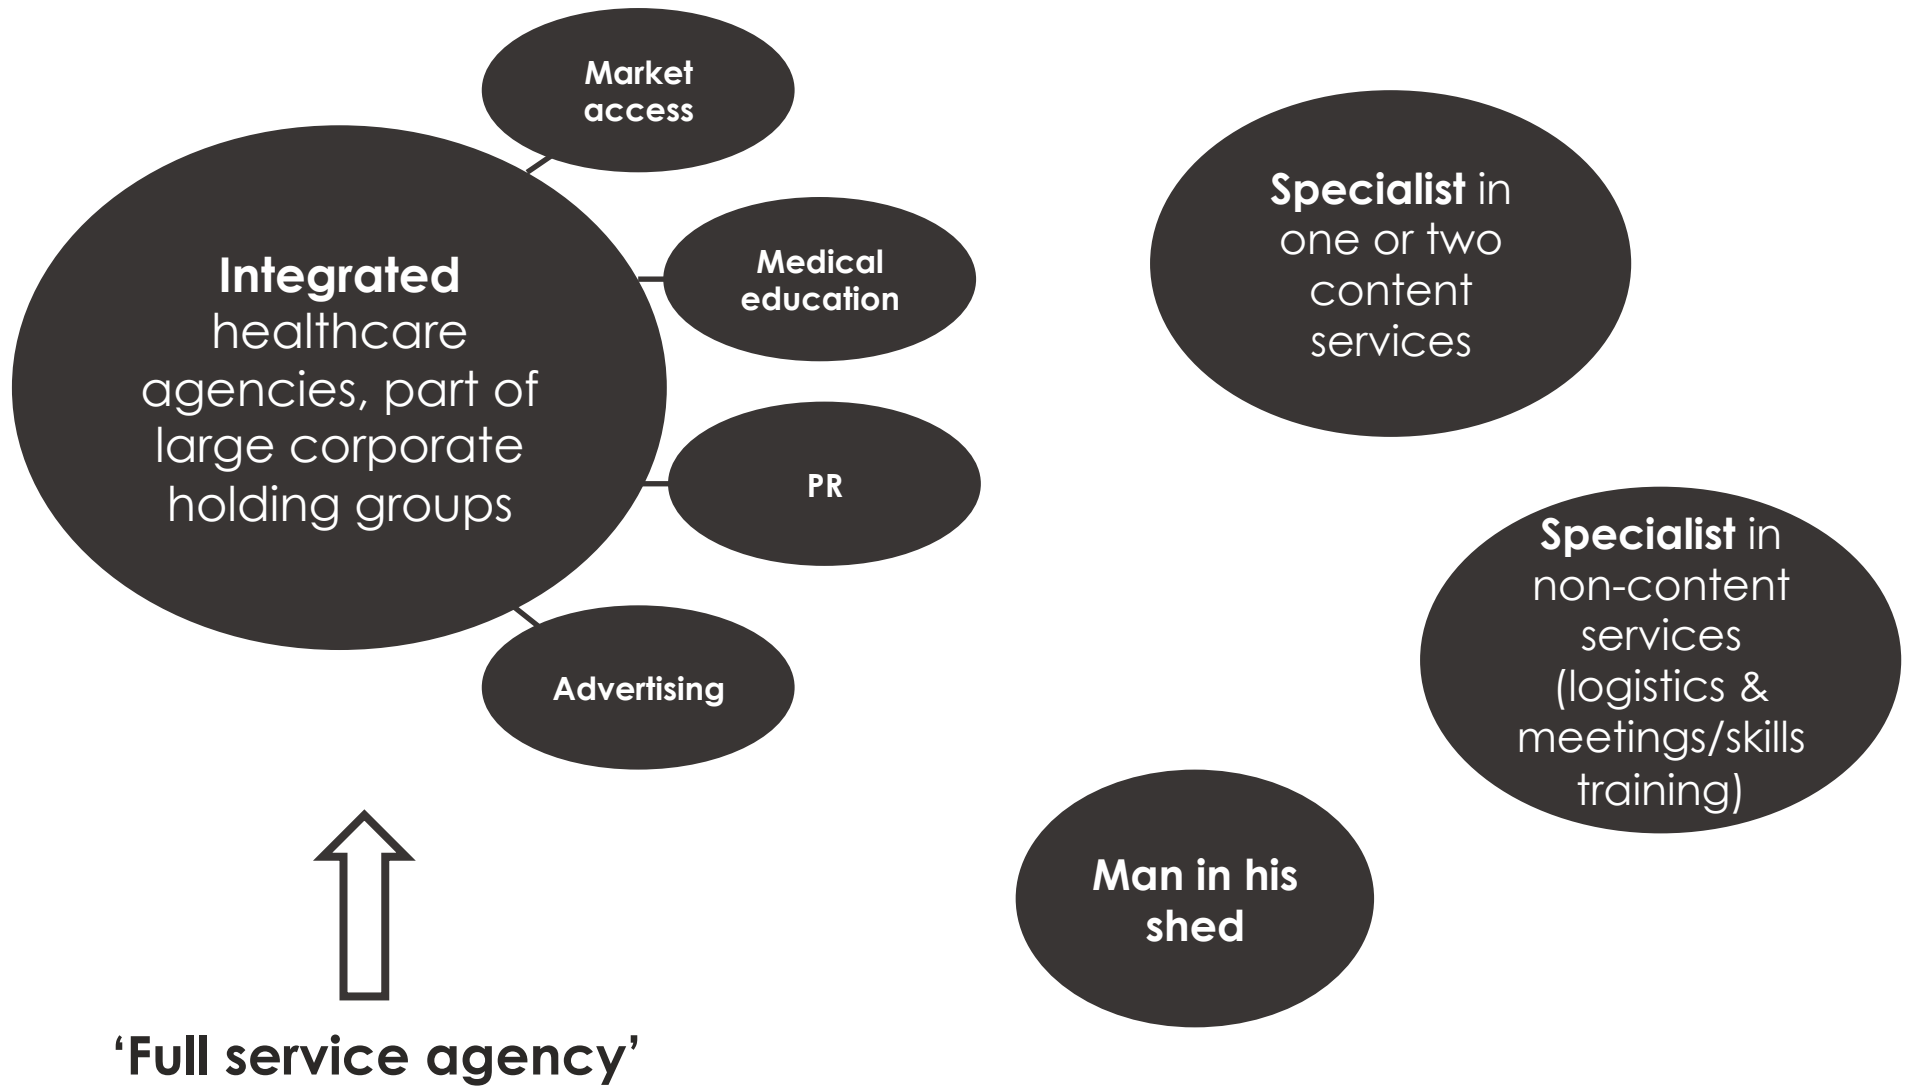 Market
access
Integrated
healthcare
agencies, part of
large corporate
holding groups
Medical
education
PR
Advertising
‘Full service agency’
Specialist in
one or two
content
services
Specialist in
non-content
services
(logistics &
meetings/skills
training)
Man in his
shed